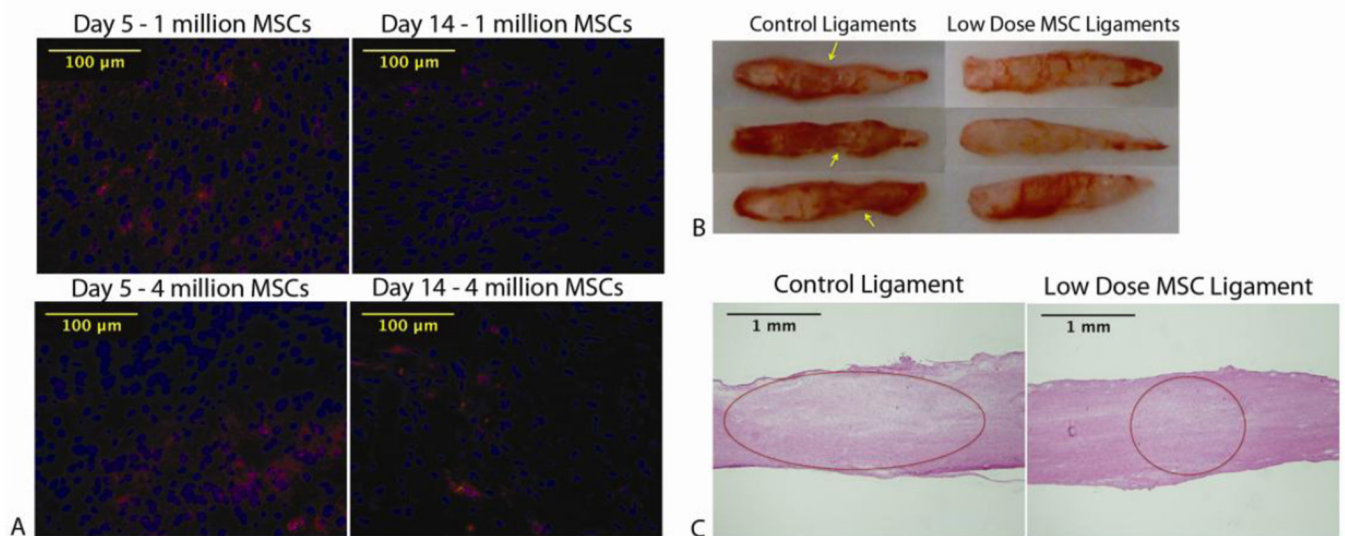 Day 5 - 1 million MSCs
Day 14 - 1 million MSCs
100 µm
100 µm
Day 5 - 4 million MSCs
Day 14 - 4 million MSCs
100 µm
100 µm
A
Control Ligaments
Low Dose MSC Ligaments
B
Control Ligament
Low Dose MSC Ligament
1 mm
1 mm
C